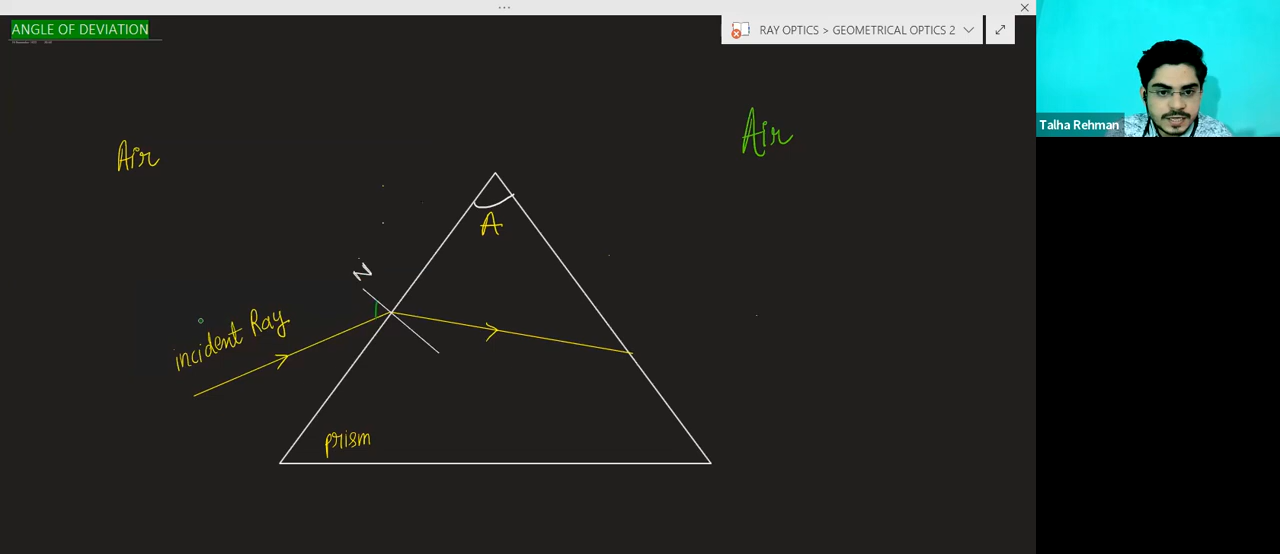 ANGLE OF DEVIATION
RAY OPTICS > GEOMETRICAL OPTICS 2
Talha Rehman
Air
Air
A
N
incident Ray
prism